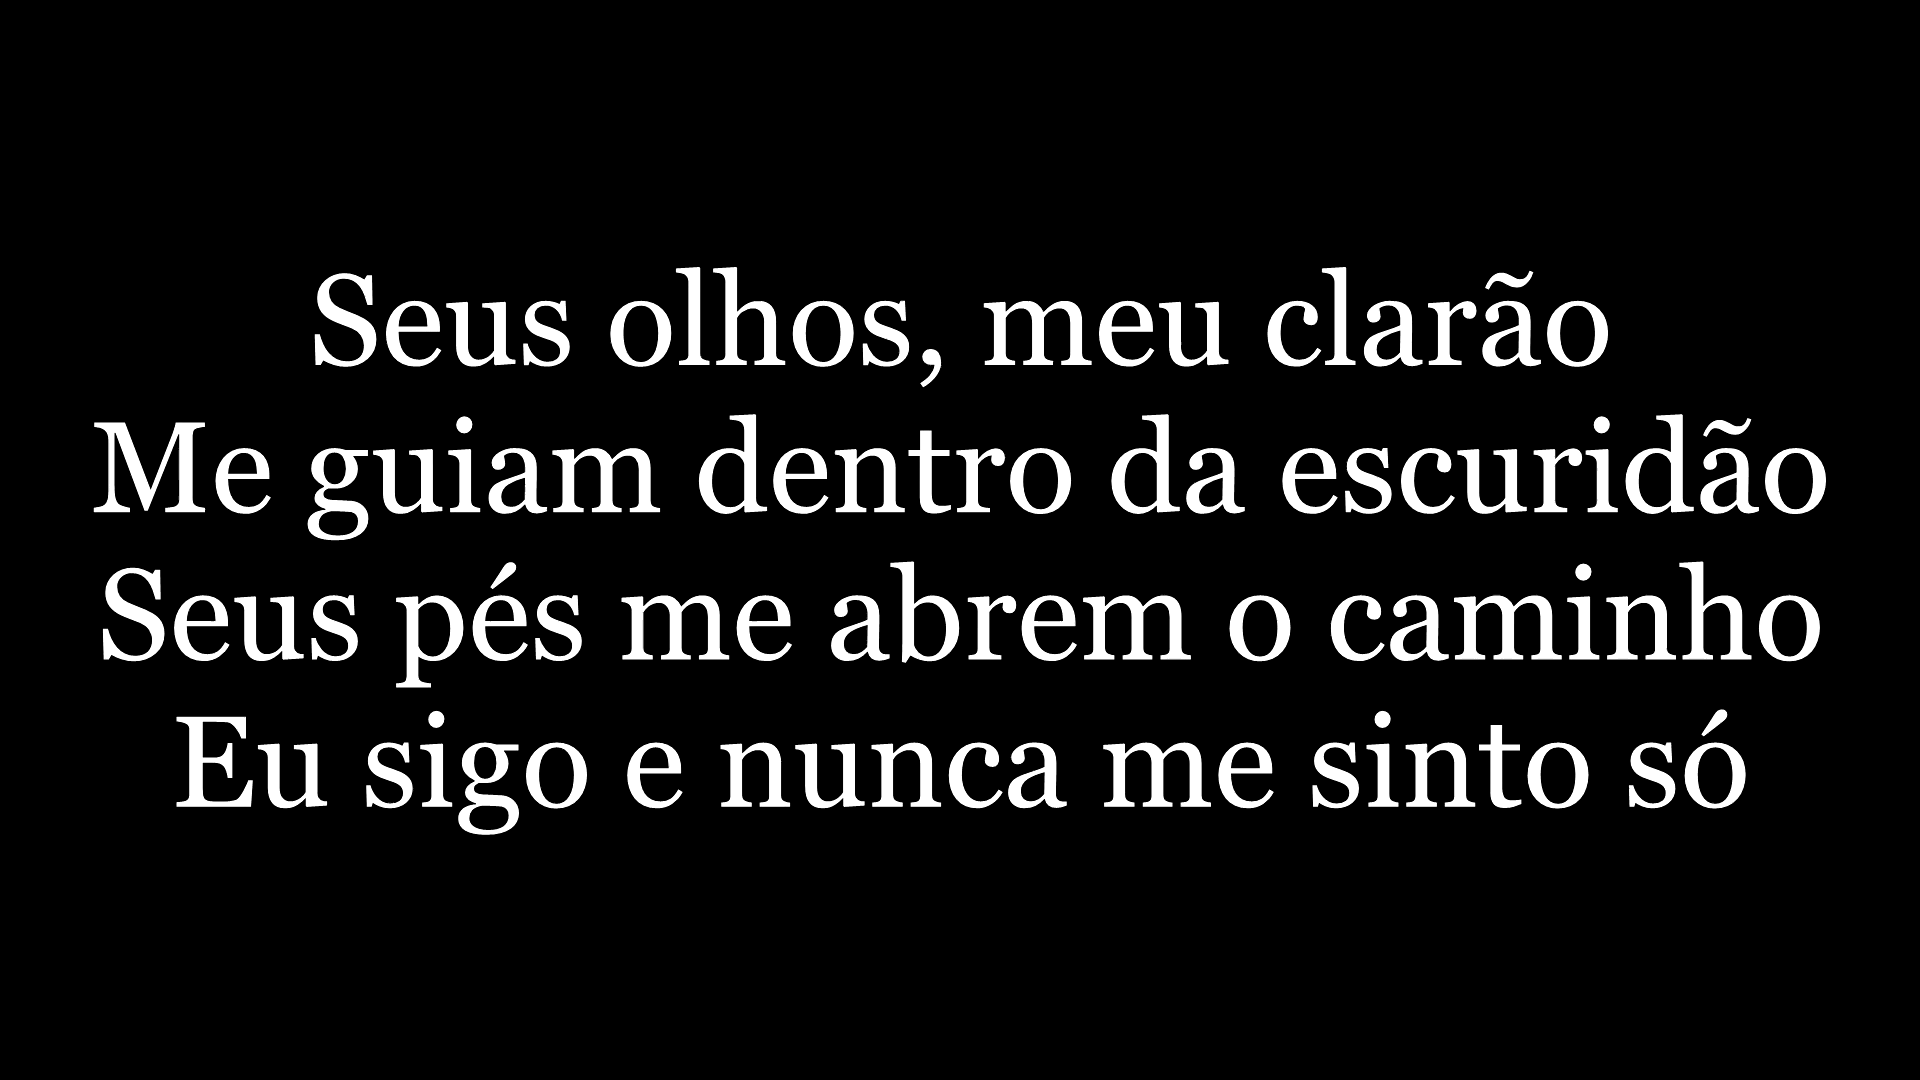 Seus olhos, meu clarão
Me guiam dentro da escuridão
Seus pés me abrem o caminho
Eu sigo e nunca me sinto só